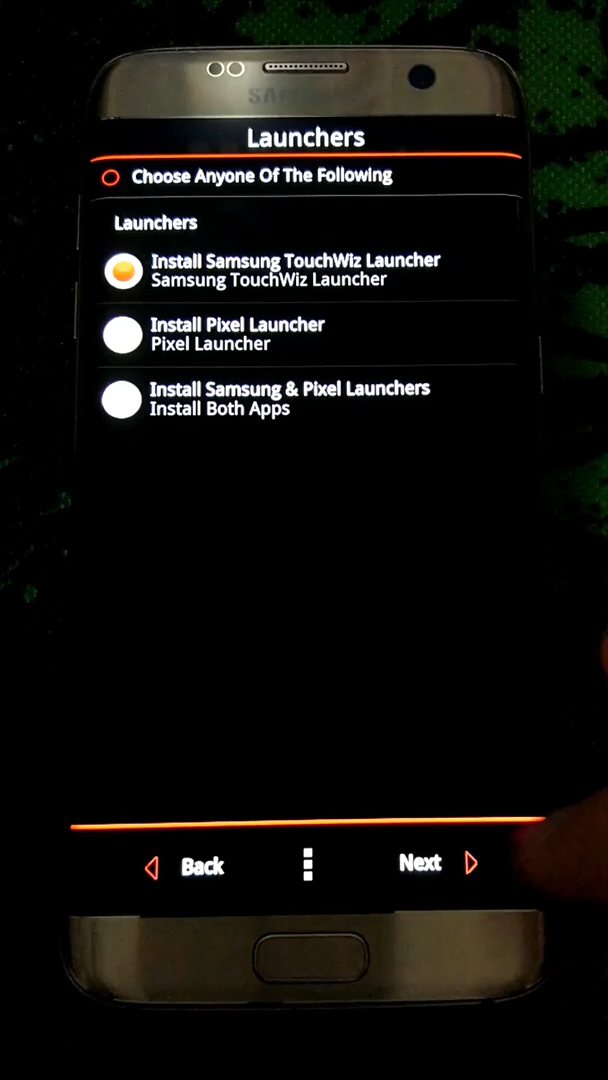 SAMSUNG
Launchers
Choose Anyone Of The Following
Launchers
Install Samsung TouchWiz Launcher
Samsung TouchWiz Launcher
Install Pixel Launcher
Pixel Launcher
Install Samsung & Pixel Launchers
Install Both Apps
Back
Next